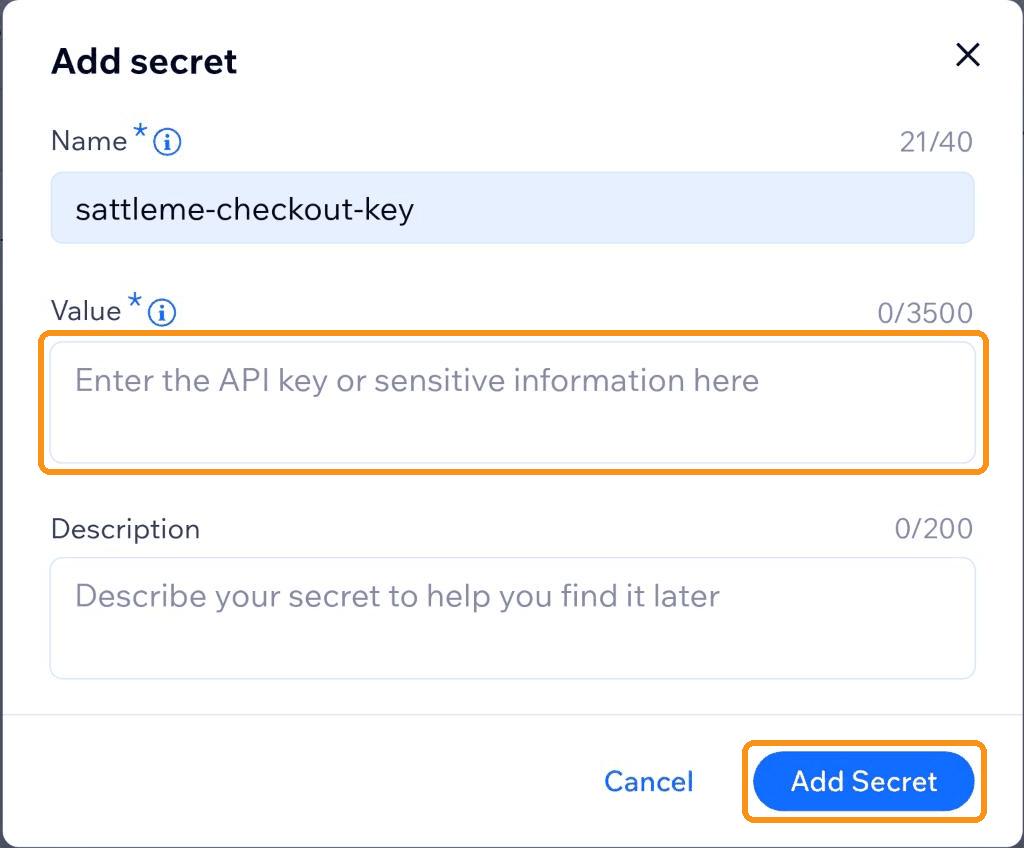 Add secret
Name *
21/40
sattleme-checkout-key
Value *
0/3500
Enter the API key or sensitive information here
Description
0/200
Describe your secret to help you find it later
Cancel
Add Secret